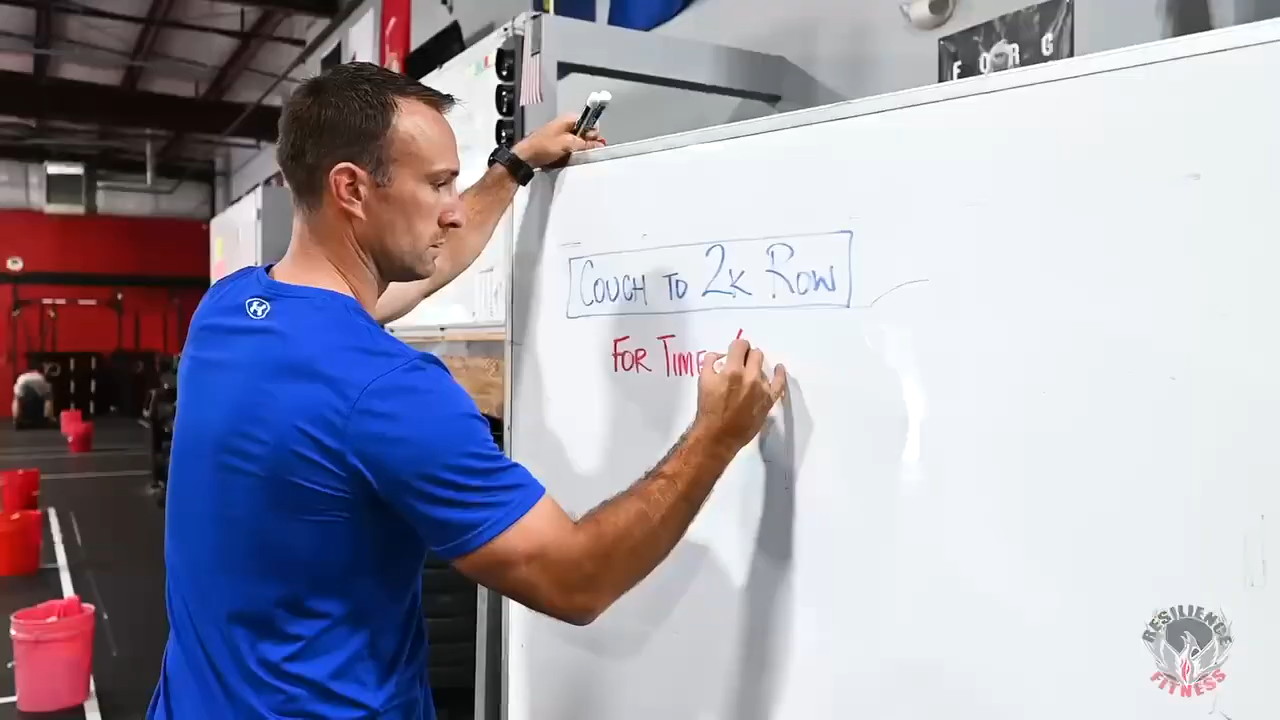 F O R G
COUCH TO 2K ROW
FOR TIME
RESILIENCE
FITNESS